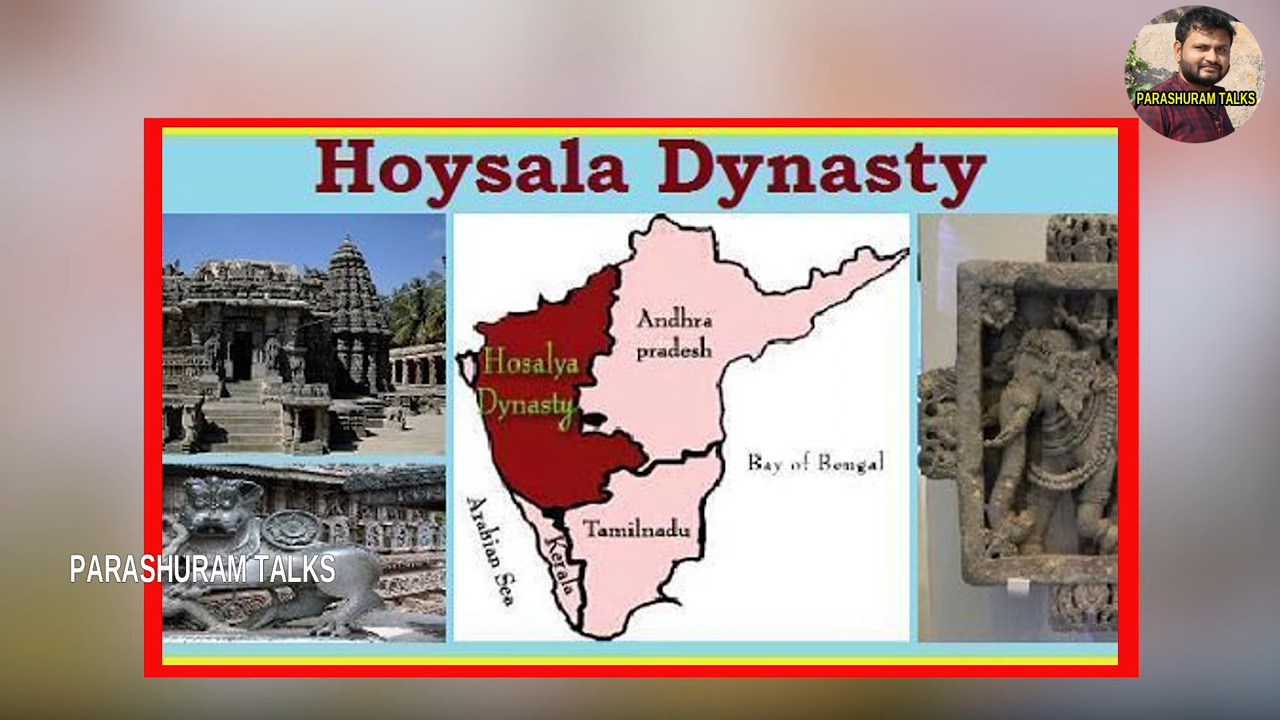 PARASHURAM TALKS
Hoysala Dynasty
Andhra
pradesh
Hosalya
Dynasty
Bay of Bengal
Arabian Sea
Tamilnadu
Kerala
PARASHURAM TALKS